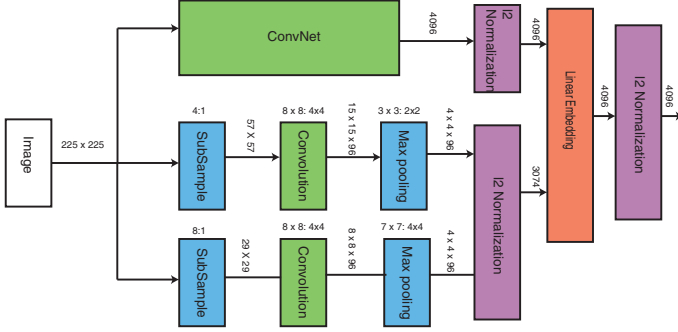 ConvNet
4096
l2 Normalization
4096
Linear Embedding
4096
l2 Normalization
4096
Image
225 x 225
4:1
SubSample
57 X 57
8 x 8: 4x4
Convolution
15 x 15 x 96
3 x 3: 2x2
Max pooling
4 x 4 x 96
l2 Normalization
3074
8:1
SubSample
29 X 29
8 x 8: 4x4
Convolution
8 x 8 x 96
7 x 7: 4x4
Max pooling
4 x 4 x 96